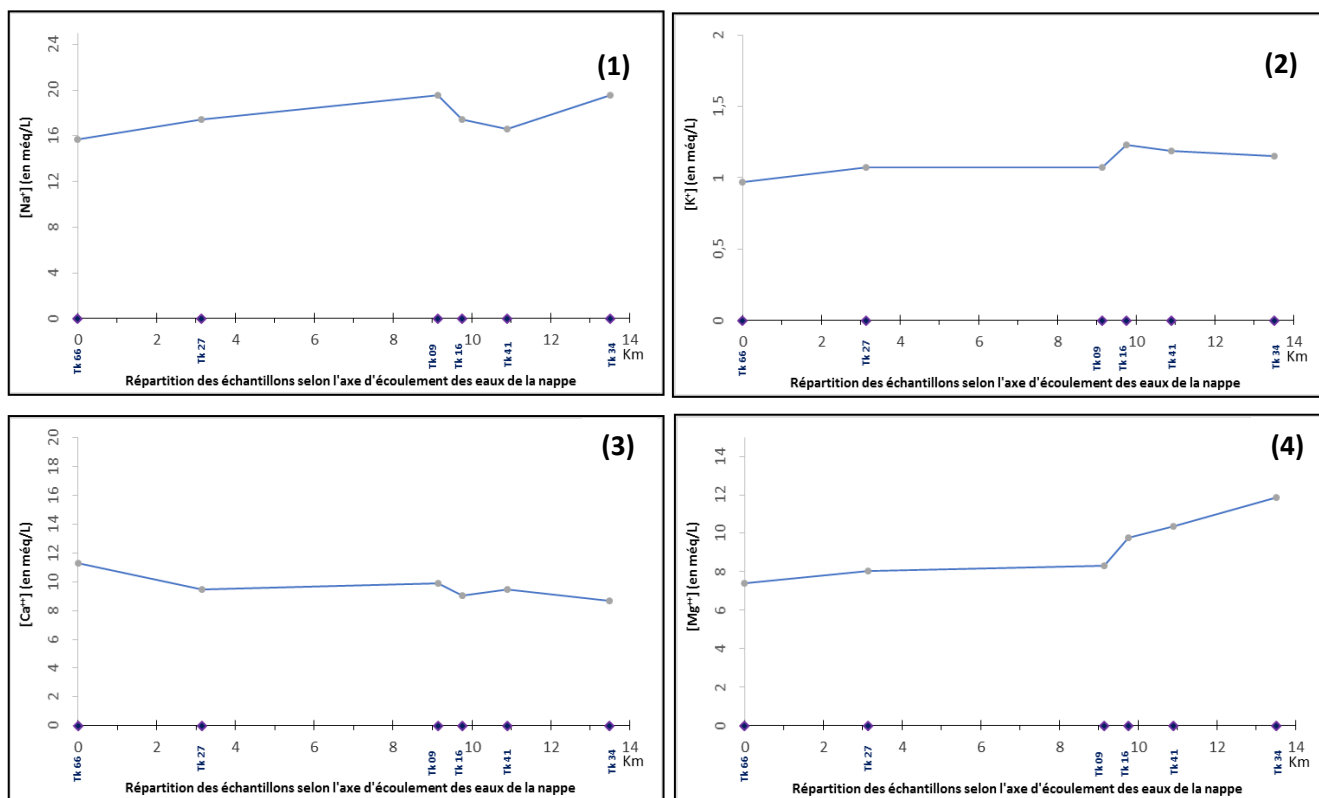 (1)
[Na⁺] (en méq/L)
24
20
16
12
8
4
0
0 2 4 6 8 10 12 14
Km
Tk 66 Tk 27 Tk 09 Tk 16 Tk 41 Tk 34
Répartition des échantillons selon l'axe d'écoulement des eaux de la nappe
(2)
[K⁺] (en méq/L)
2
1,5
1
0,5
0
0 2 4 6 8 10 12 14
Km
Tk 66 Tk 27 Tk 09 Tk 16 Tk 41 Tk 34
Répartition des échantillons selon l'axe d'écoulement des eaux de la nappe
(3)
[Ca⁺⁺] (en méq/L)
20
18
16
14
12
10
8
6
4
2
0
0 2 4 6 8 10 12 14
Km
Tk 66 Tk 27 Tk 09 Tk 16 Tk 41 Tk 34
Répartition des échantillons selon l'axe d'écoulement des eaux de la nappe
(4)
[Mg⁺⁺] (en méq/L)
14
12
10
8
6
4
2
0
0 2 4 6 8 10 12 14
Km
Tk 66 Tk 27 Tk 09 Tk 16 Tk 41 Tk 34
Répartition des échantillons selon l'axe d'écoulement des eaux de la nappe